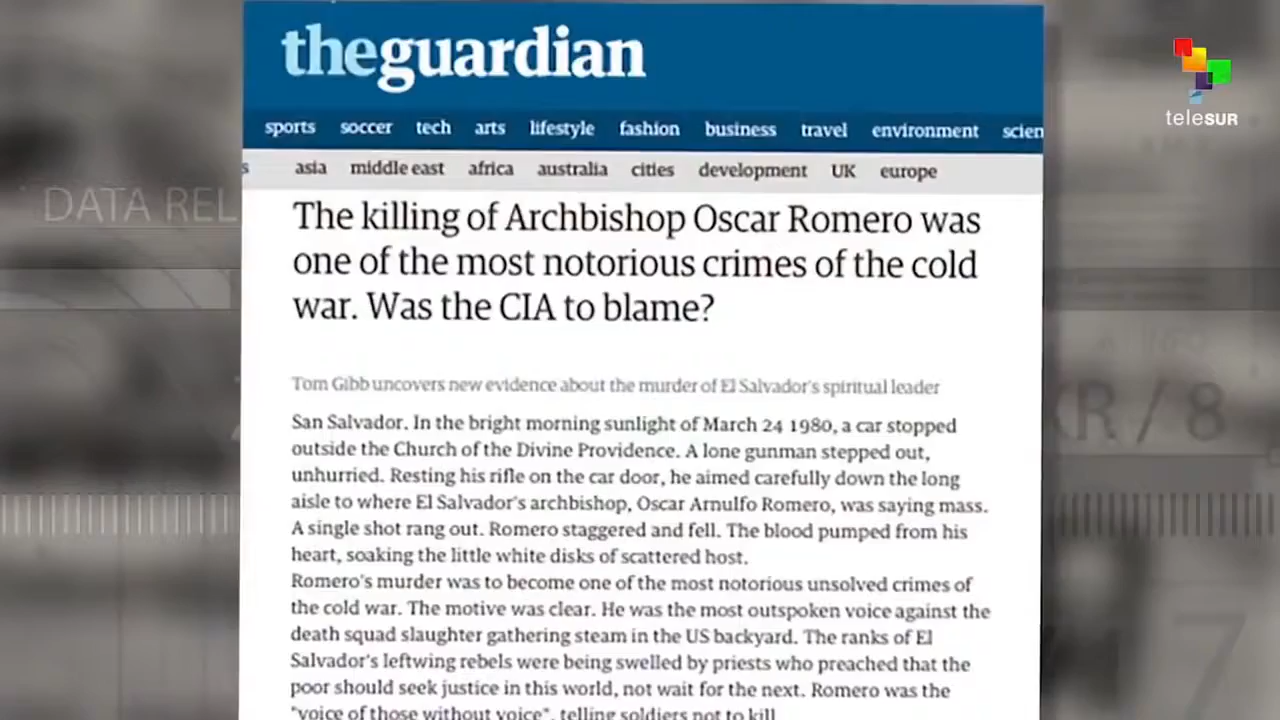 theguardian
telesUR
sports soccer tech arts lifestyle fashion business travel environment scien
s asia middle east africa australia cities development UK europe
DATA REL
The killing of Archbishop Oscar Romero was
one of the most notorious crimes of the cold
war. Was the CIA to blame?
Tom Gibb uncovers new evidence about the murder of El Salvador's spiritual leader
San Salvador. In the bright morning sunlight of March 24 1980, a car stopped
outside the Church of the Divine Providence. A lone gunman stepped out,
unhurried. Resting his rifle on the car door, he aimed carefully down the long
aisle to where El Salvador's archbishop, Oscar Arnulfo Romero, was saying mass.
A single shot rang out. Romero staggered and fell. The blood pumped from his
heart, soaking the little white disks of scattered host.
Romero's murder was to become one of the most notorious unsolved crimes of
the cold war. The motive was clear. He was the most outspoken voice against the
death squad slaughter gathering steam in the US backyard. The ranks of El
Salvador's leftwing rebels were being swelled by priests who preached that the
poor should seek justice in this world, not wait for the next. Romero was the
"voice of those without voice", telling soldiers not to kill
R / 8